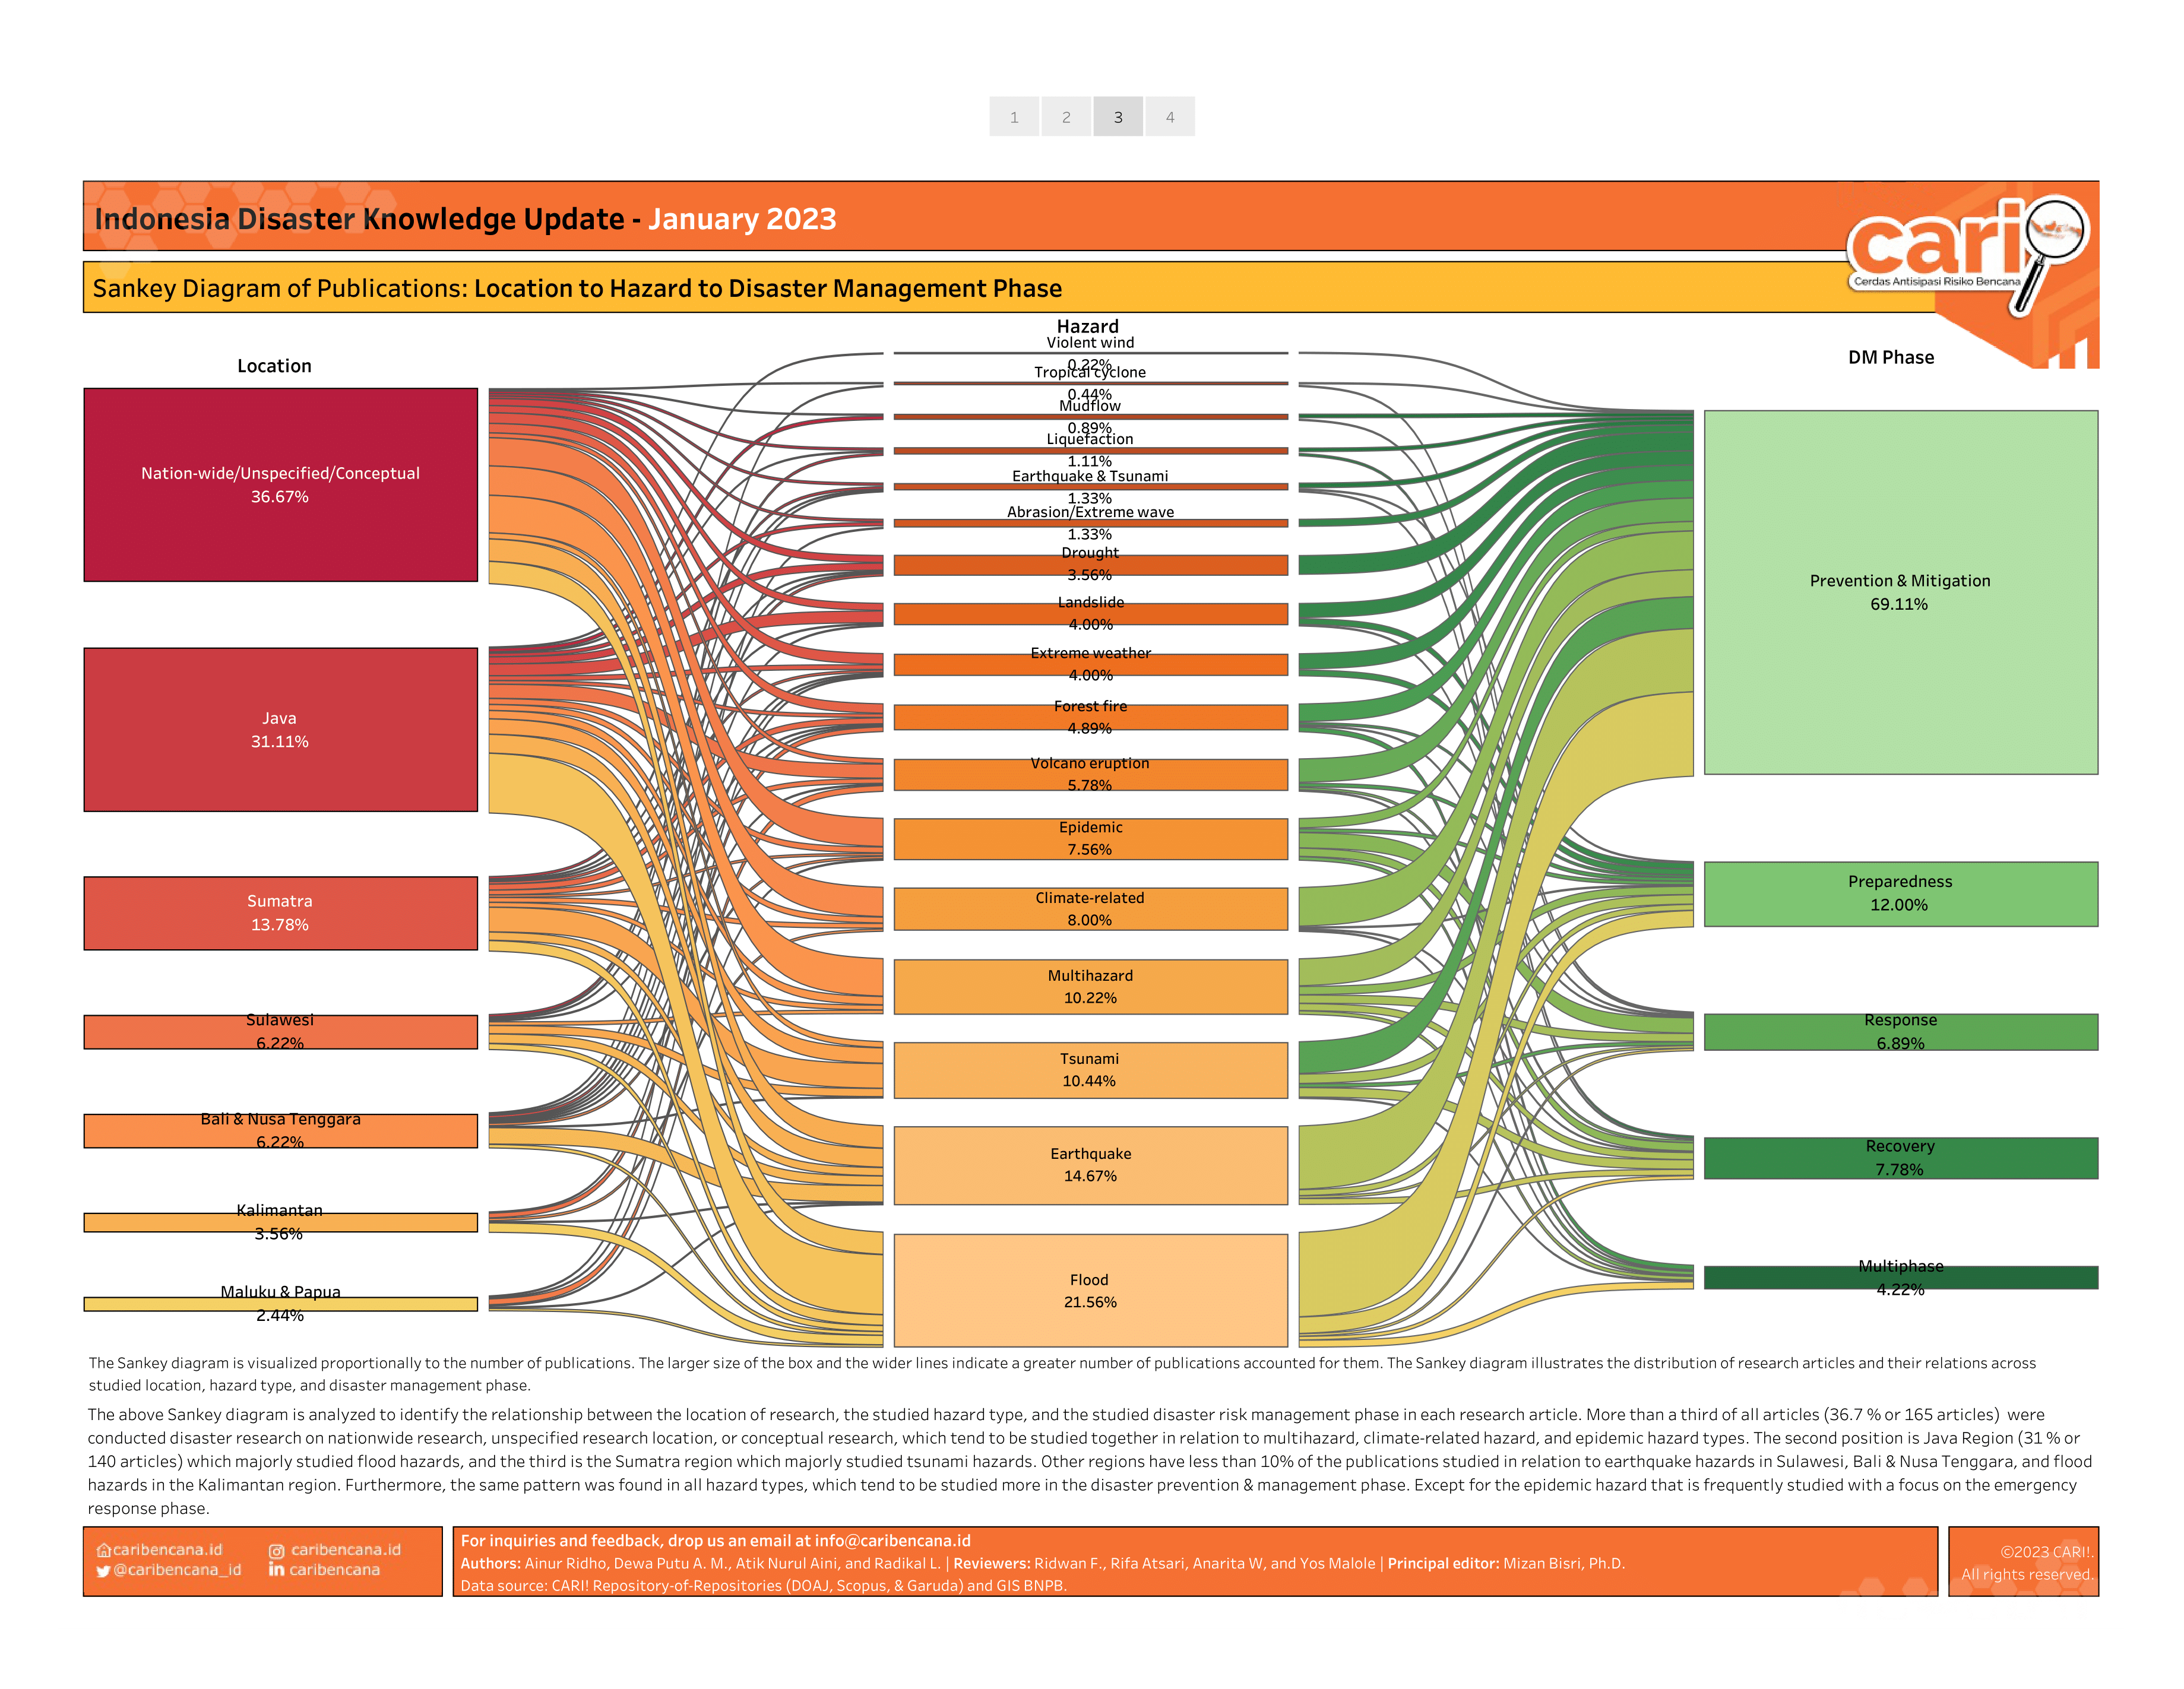 1 2 3 4
Indonesia Disaster Knowledge Update - January 2023
cari
Cerdas Antisipasi Risiko Bencana
Sankey Diagram of Publications: Location to Hazard to Disaster Management Phase
Location
Hazard
DM Phase
Nation-wide/Unspecified/Conceptual
36.67%
Java
31.11%
Sumatra
13.78%
Sulawesi
6.22%
Bali & Nusa Tenggara
6.22%
Kalimantan
3.56%
Maluku & Papua
2.44%
Violent wind
0.22%
Tropical cyclone
0.44%
Mudflow
0.89%
Liquefaction
1.11%
Earthquake & Tsunami
1.33%
Abrasion/Extreme wave
1.33%
Drought
3.56%
Landslide
4.00%
Extreme weather
4.00%
Forest fire
4.89%
Volcano eruption
5.78%
Epidemic
7.56%
Climate-related
8.00%
Multihazard
10.22%
Tsunami
10.44%
Earthquake
14.67%
Flood
21.56%
Prevention & Mitigation
69.11%
Preparedness
12.00%
Response
6.89%
Recovery
7.78%
Multiphase
4.22%
The Sankey diagram is visualized proportionally to the number of publications. The larger size of the box and the wider lines indicate a greater number of publications accounted for them. The Sankey diagram illustrates the distribution of research articles and their relations across
studied location, hazard type, and disaster management phase.
The above Sankey diagram is analyzed to identify the relationship between the location of research, the studied hazard type, and the studied disaster risk management phase in each research article. More than a third of all articles (36.7 % or 165 articles) were
conducted disaster research on nationwide research, unspecified research location, or conceptual research, which tend to be studied together in relation to multihazard, climate-related hazard, and epidemic hazard types. The second position is Java Region (31 % or
140 articles) which majorly studied flood hazards, and the third is the Sumatra region which majorly studied tsunami hazards. Other regions have less than 10% of the publications studied in relation to earthquake hazards in Sulawesi, Bali & Nusa Tenggara, and flood
hazards in the Kalimantan region. Furthermore, the same pattern was found in all hazard types, which tend to be studied more in the disaster prevention & management phase. Except for the epidemic hazard that is frequently studied with a focus on the emergency
response phase.
caribencana.id
caribencana.id
@caribencana_id
in caribencana
For inquiries and feedback, drop us an email at info@caribencana.id
Authors: Ainur Ridho, Dewa Putu A. M., Atik Nurul Aini, and Radikal L. | Reviewers: Ridwan F., Rifa Atsari, Anarita W, and Yos Malole | Principal editor: Mizan Bisri, Ph.D.
Data source: CARI! Repository-of-Repositories (DOAJ, Scopus, & Garuda) and GIS BNPB.
©2023 CARI!.
All rights reserved.